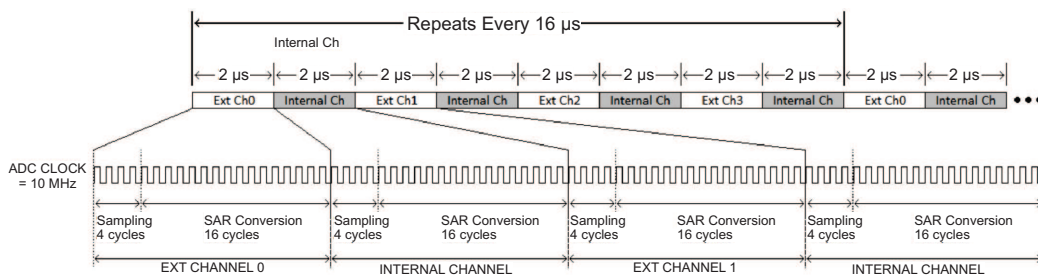 Repeats Every 16 µs
Internal Ch
2 µs 2 µs 2 µs 2 µs 2 µs 2 µs 2 µs 2 µs 2 µs 2 µs
Ext Ch0 Internal Ch Ext Ch1 Internal Ch Ext Ch2 Internal Ch Ext Ch3 Internal Ch Ext Ch0 Internal Ch
ADC CLOCK
= 10 MHz
Sampling SAR Conversion Sampling SAR Conversion Sampling SAR Conversion Sampling SAR Conversion
4 cycles 16 cycles 4 cycles 16 cycles 4 cycles 16 cycles 4 cycles 16 cycles
EXT CHANNEL 0 INTERNAL CHANNEL EXT CHANNEL 1 INTERNAL CHANNEL